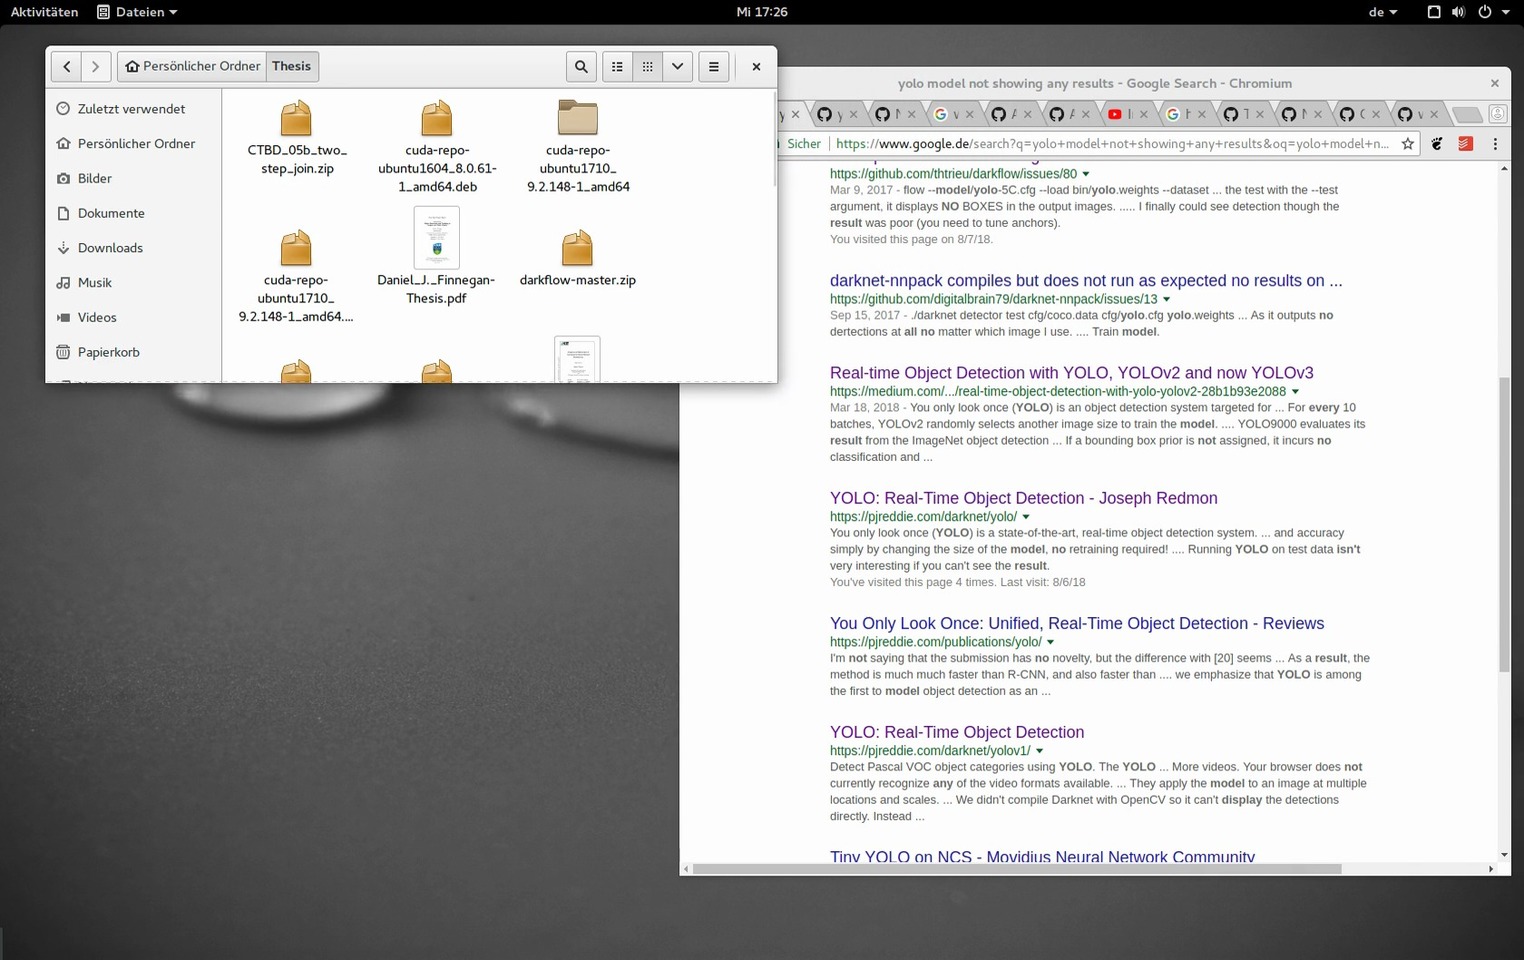 Aktivitäten
Dateien
Mi 17:26
de
Persönlicher Ordner
Thesis
Zuletzt verwendet
Persönlicher Ordner
Bilder
Dokumente
Downloads
Musik
Videos
Papierkorb
CTBD_05b_two_
step_join.zip
cuda-repo-
ubuntu1604_8.0.61-
1_amd64.deb
cuda-repo-
ubuntu1710_
9.2.148-1_amd64
cuda-repo-
ubuntu1710_
9.2.148-1_amd64....
Daniel_J._Finnegan-
Thesis.pdf
darkflow-master.zip
yolo model not showing any results - Google Search - Chromium
Sicher
https://www.google.de/search?q=yolo+model+not+showing+any+results&oq=yolo+model+n...
https://github.com/thtrieu/darkflow/issues/80
Mar 9, 2017 - flow --model/yolo-5C.cfg --load bin/yolo.weights --dataset ... the test with the --test
argument, it displays NO BOXES in the output images. ..... I finally could see detection though the
result was poor (you need to tune anchors).
You visited this page on 8/7/18.
darknet-nnpack compiles but does not run as expected no results on ...
https://github.com/digitalbrain79/darknet-nnpack/issues/13
Sep 15, 2017 - ./darknet detector test cfg/coco.data cfg/yolo.cfg yolo.weights ... As it outputs no
dertections at all no matter which image I use. .... Train model.
Real-time Object Detection with YOLO, YOLOv2 and now YOLOv3
https://medium.com/.../real-time-object-detection-with-yolo-yolov2-28b1b93e2088
Mar 18, 2018 - You only look once (YOLO) is an object detection system targeted for ... For every 10
batches, YOLOv2 randomly selects another image size to train the model. .... YOLO9000 evaluates its
result from the ImageNet object detection ... If a bounding box prior is not assigned, it incurs no
classification and ...
YOLO: Real-Time Object Detection - Joseph Redmon
https://pjreddie.com/darknet/yolo/
You only look once (YOLO) is a state-of-the-art, real-time object detection system. ... and accuracy
simply by changing the size of the model, no retraining required! .... Running YOLO on test data isn't
very interesting if you can't see the result.
You've visited this page 4 times. Last visit: 8/6/18
You Only Look Once: Unified, Real-Time Object Detection - Reviews
https://pjreddie.com/publications/yolo/
I'm not saying that the submission has no novelty, but the difference with [20] seems ... As a result, the
method is much much faster than R-CNN, and also faster than .... we emphasize that YOLO is among
the first to model object detection as an ...
YOLO: Real-Time Object Detection
https://pjreddie.com/darknet/yolov1/
Detect Pascal VOC object categories using YOLO. The YOLO ... More videos. Your browser does not
currently recognize any of the video formats available. ... They apply the model to an image at multiple
locations and scales. ... We didn't compile Darknet with OpenCV so it can't display the detections
directly. Instead ...
Tiny YOLO on NCS - Movidius Neural Network Community